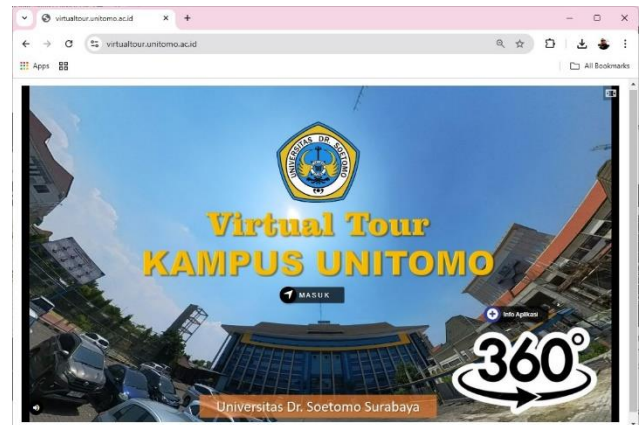 virtualtour.unitomo.ac.id
virtualtour.unitomo.ac.id
Apps
All Bookmarks
UNIVERSITAS DR. SOETOMO
SURABAYA
Virtual Tour
KAMPUS UNITOMO
MASUK
Info Aplikasi
360°
Universitas Dr. Soetomo Surabaya